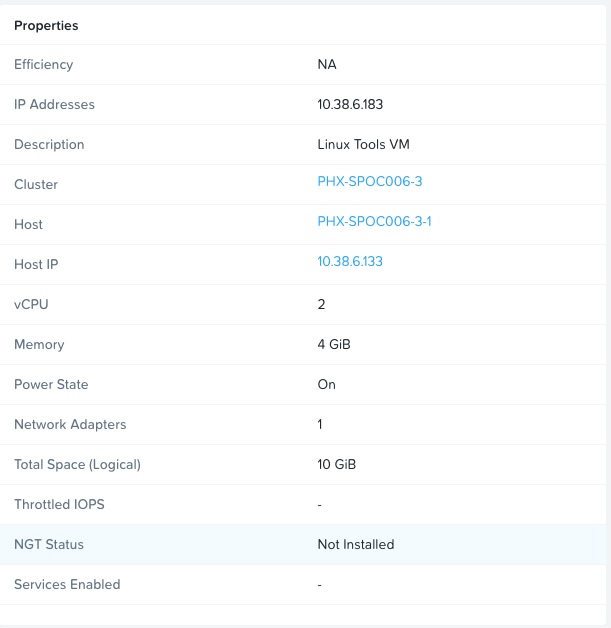 Properties
Efficiency NA
IP Addresses 10.38.6.183
Description Linux Tools VM
Cluster PHX-SPOC006-3
Host PHX-SPOC006-3-1
Host IP 10.38.6.133
vCPU 2
Memory 4 GiB
Power State On
Network Adapters 1
Total Space (Logical) 10 GiB
Throttled IOPS -
NGT Status Not Installed
Services Enabled -